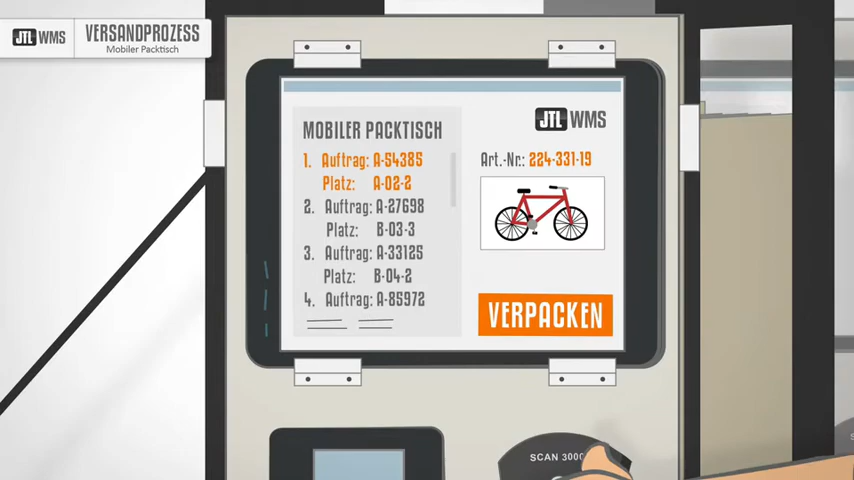 JTL WMS
VERSANDPROZESS
Mobiler Packtisch
MOBILER PACKTISCH
1. Auftrag: A-54385
Platz: A-02-2
2. Auftrag: A-27698
Platz: B-03-3
3. Auftrag: A-33125
Platz: B-04-2
4. Auftrag: A-85972
JTL WMS
Art.-Nr.: 224-331-19
VERPACKEN
SCAN 3000